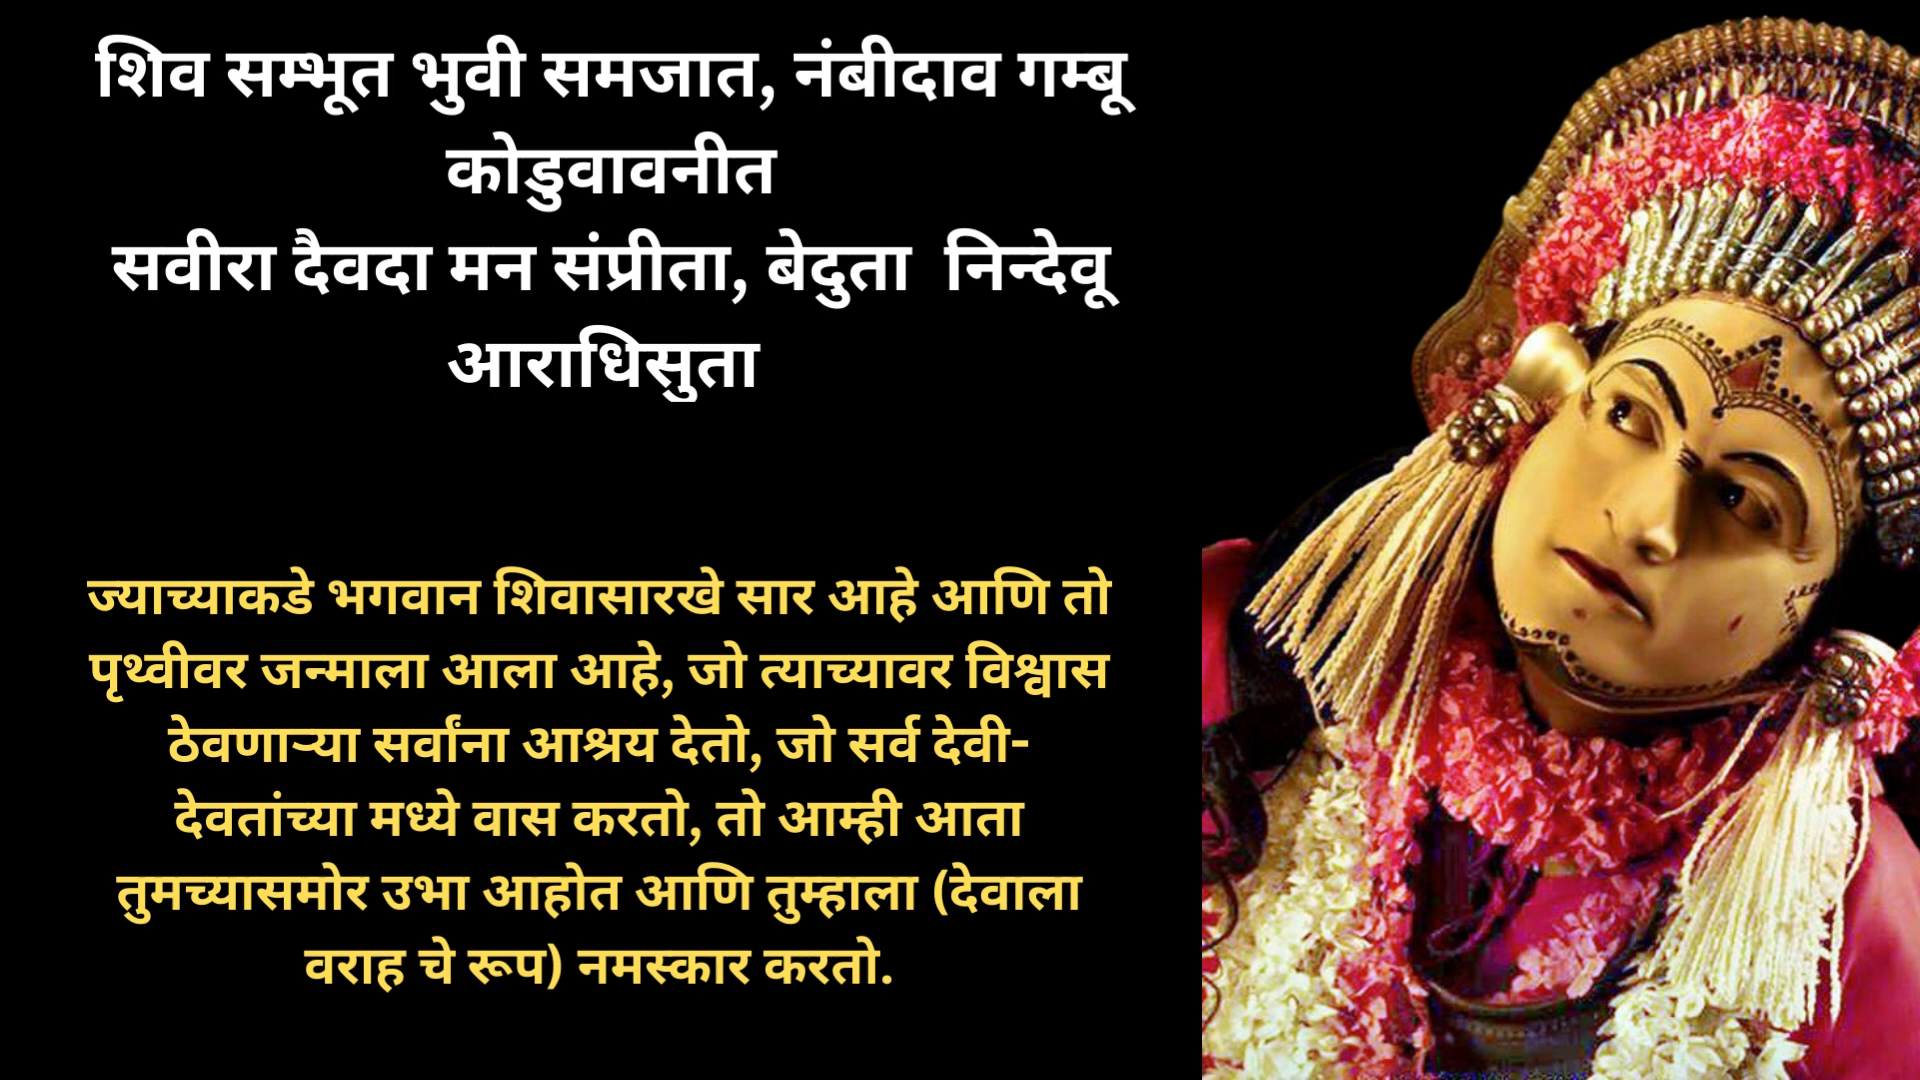 शिव सम्भूत भुवी समजात, नंबीदाव गम्बू
कोडुवावनीत
सवीरा दैवदा मन संप्रीता, बेदुता  निन्देवू
आराधिसुता
ज्याच्याकडे भगवान शिवासारखे सार आहे आणि तो
पृथ्वीवर जन्माला आला आहे, जो त्याच्यावर विश्वास
ठेवणाऱ्या सर्वांना आश्रय देतो, जो सर्व देवी-
देवतांच्या मध्ये वास करतो, तो आम्ही आता
तुमच्यासमोर उभा आहोत आणि तुम्हाला (देवाला
वराह चे रूप) नमस्कार करतो.